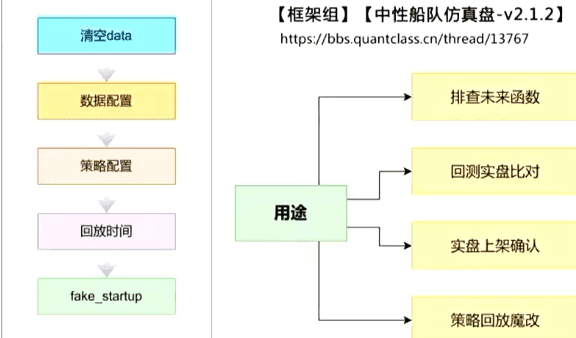 清空data
数据配置
策略配置
回放时间
fake_startup
【框架组】【中性船队仿真盘-v2.1.2】
https://bbs.quantclass.cn/thread/13767
用途
排查未来函数
回测实盘比对
实盘上架确认
策略回放魔改